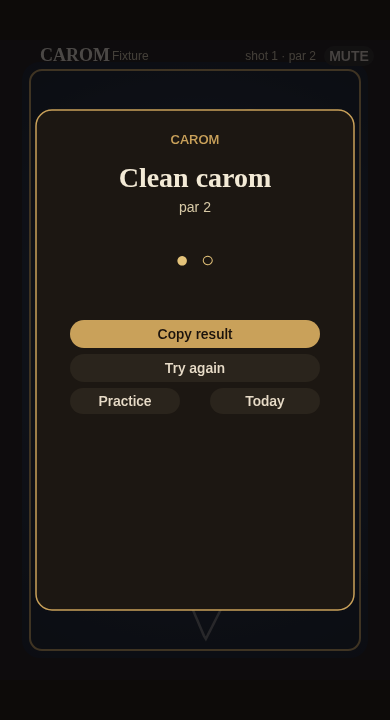 CAROM Fixture shot 1 · par 2 MUTE
CAROM
Clean carom
par 2
Copy result
Try again
Practice Today